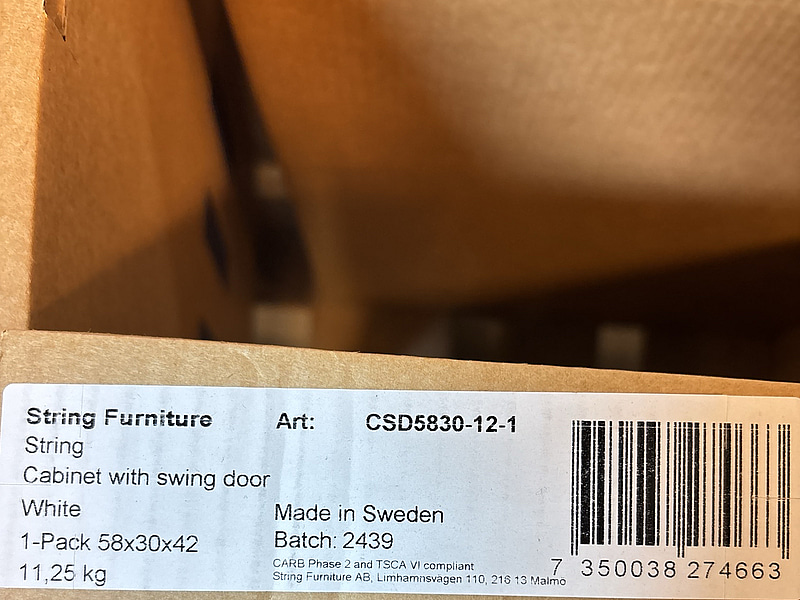 String Furniture Art: CSD5830-12-1
String
Cabinet with swing door
White
Made in Sweden
1-Pack 58x30x42
Batch: 2439
11,25 kg
CARB Phase 2 and TSCA VI compliant
String Furniture AB, Limhamnsvägen 110, 216 13 Malmö
7 350038 274663